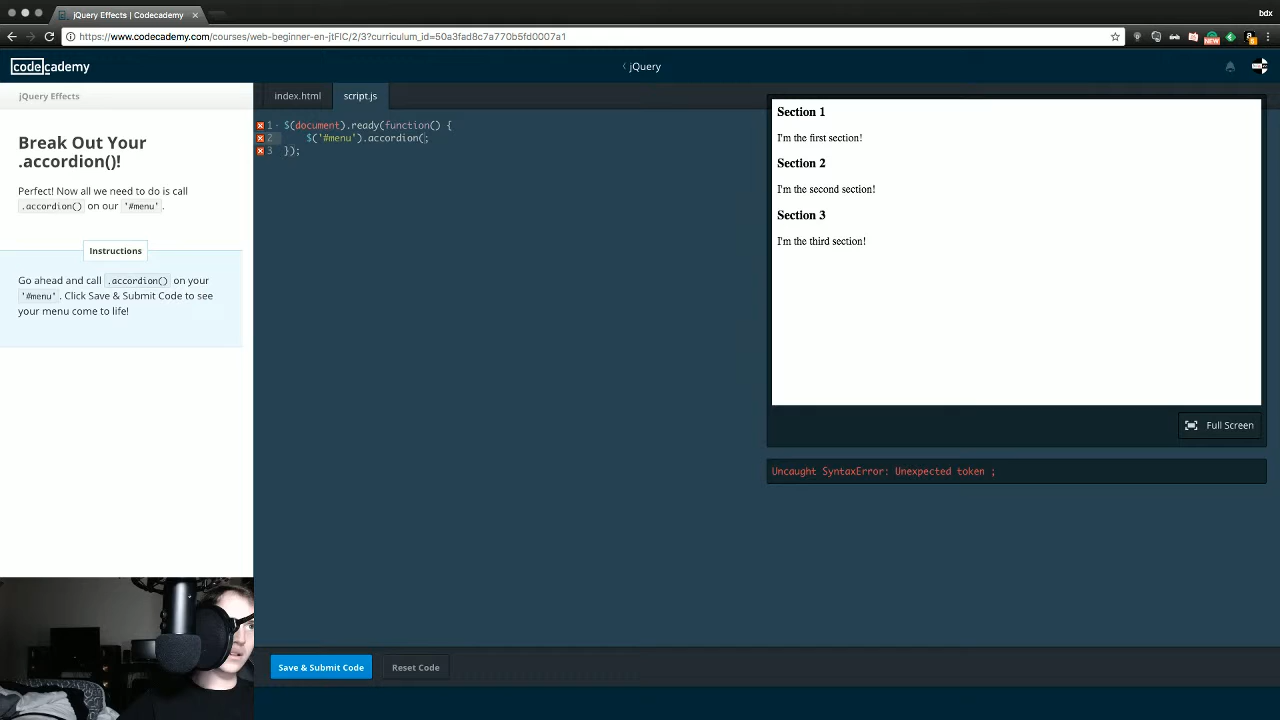 jQuery Effects | Codecademy
bdx
https://www.codecademy.com/courses/web-beginner-en-jtFIC/2/3?curriculum_id=50a3fad8c7a770b5fd0007a1
NEW
codecademy
jQuery
jQuery Effects
index.html
script.js
Break Out Your
.accordion()!
Perfect! Now all we need to do is call
.accordion() on our '#menu'.
Instructions
Go ahead and call .accordion() on your
'#menu'. Click Save & Submit Code to see
your menu come to life!
1 $(document).ready(function() {
2 $('#menu').accordion(;
3 });
Section 1
I'm the first section!
Section 2
I'm the second section!
Section 3
I'm the third section!
Full Screen
Uncaught SyntaxError: Unexpected token ;
Save & Submit Code
Reset Code